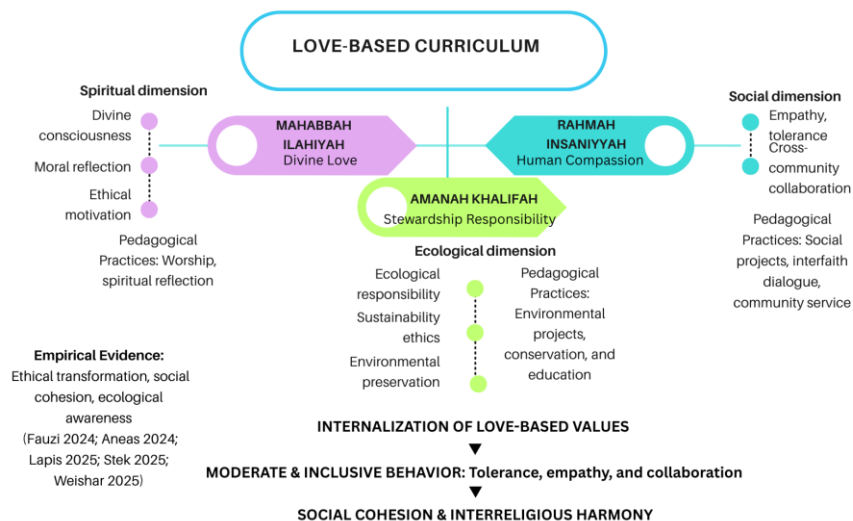 LOVE-BASED CURRICULUM
Spiritual dimension
Divine
consciousness
Moral reflection
Ethical
motivation
Pedagogical
Practices: Worship,
spiritual reflection
MAHABBAH
ILAHIYAH
Divine Love
RAHMAH
INSANIYYAH
Human Compassion
Social dimension
Empathy,
tolerance
Cross-
community
collaboration
Pedagogical
Practices: Social
projects, interfaith
dialogue,
community service
AMANAH KHALIFAH
Stewardship Responsibility
Ecological dimension
Ecological
responsibility
Sustainability
ethics
Environmental
preservation
Pedagogical
Practices:
Environmental
projects,
conservation, and
education
Empirical Evidence:
Ethical transformation, social
cohesion, ecological
awareness
(Fauzi 2024; Aneas 2024;
Lapis 2025; Stek 2025;
Weishar 2025)
INTERNALIZATION OF LOVE-BASED VALUES
MODERATE & INCLUSIVE BEHAVIOR: Tolerance, empathy, and collaboration
SOCIAL COHESION & INTERRELIGIOUS HARMONY